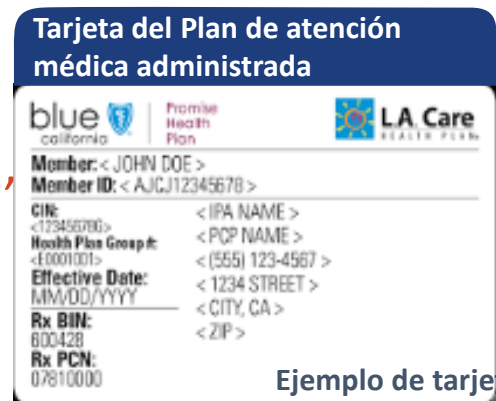 Tarjeta del Plan de atención
médica administrada
blue
california
Promise
Health
Plan
L.A. Care
HEALTH PLAN®
Member: < JOHN DOE >
Member ID: < AJCJ12345678 >
CIN:
<12345678G>
Health Plan Group #:
<E0001001>
Effective Date:
MM/DD/YYYY
Rx BIN:
600428
Rx PCN:
07810000
< IPA NAME >
< PCP NAME >
< (555) 123-4567 >
< 1234 STREET >
< CITY, CA >
< ZIP >
Ejemplo de tarje